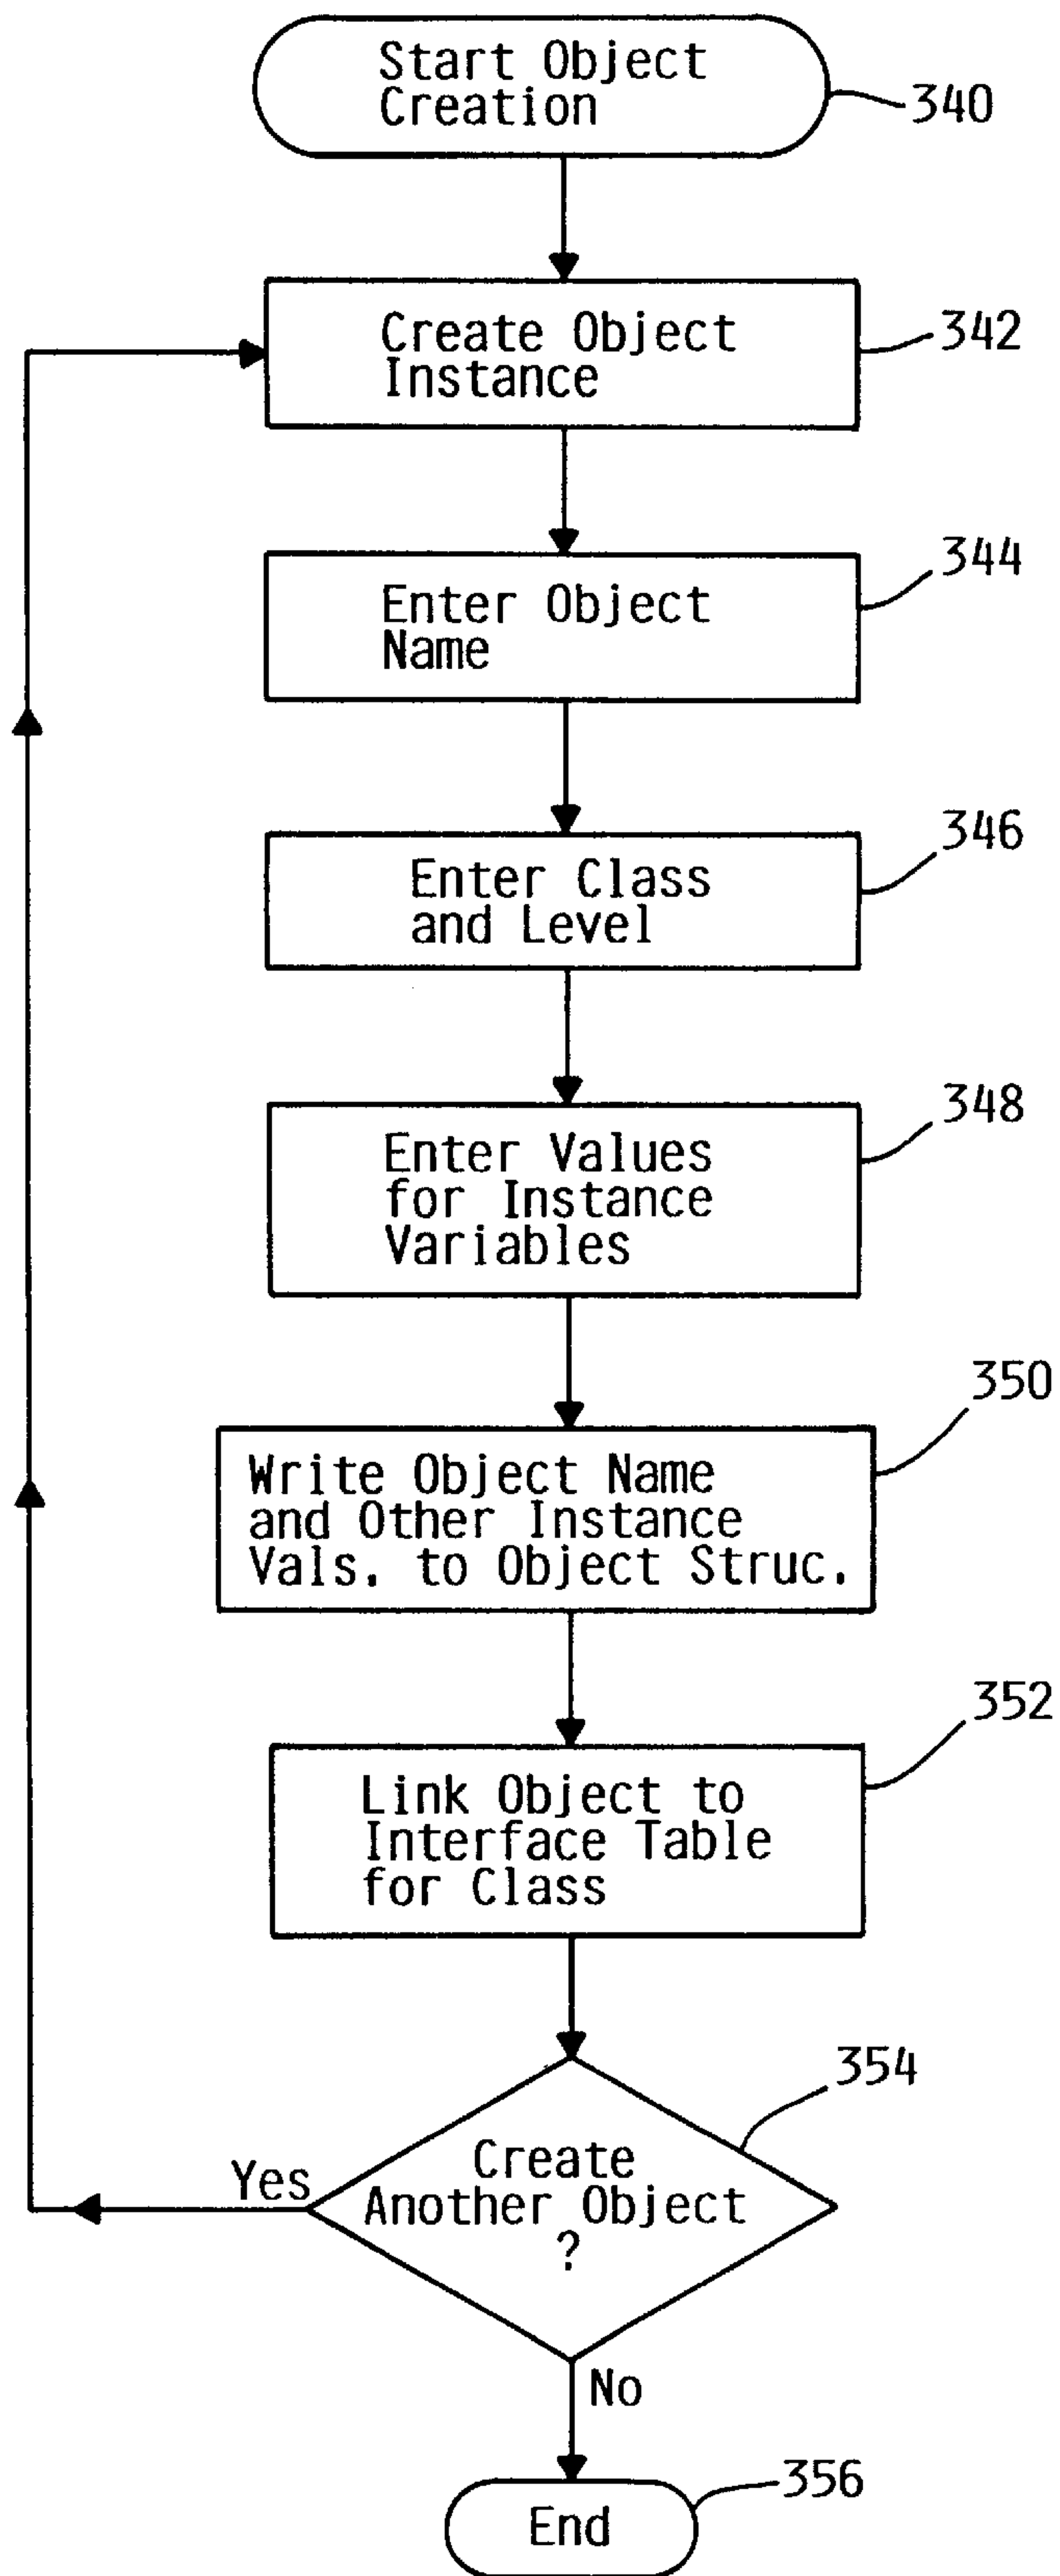 Start Object
Creation
340
Create Object
Instance
342
Enter Object
Name
344
Enter Class
and Level
346
Enter Values
for Instance
Variables
348
Write Object Name
and Other Instance
Vals. to Object Struc.
350
Link Object to
Interface Table
for Class
352
Create
Another Object
?
354
Yes
No
End
356